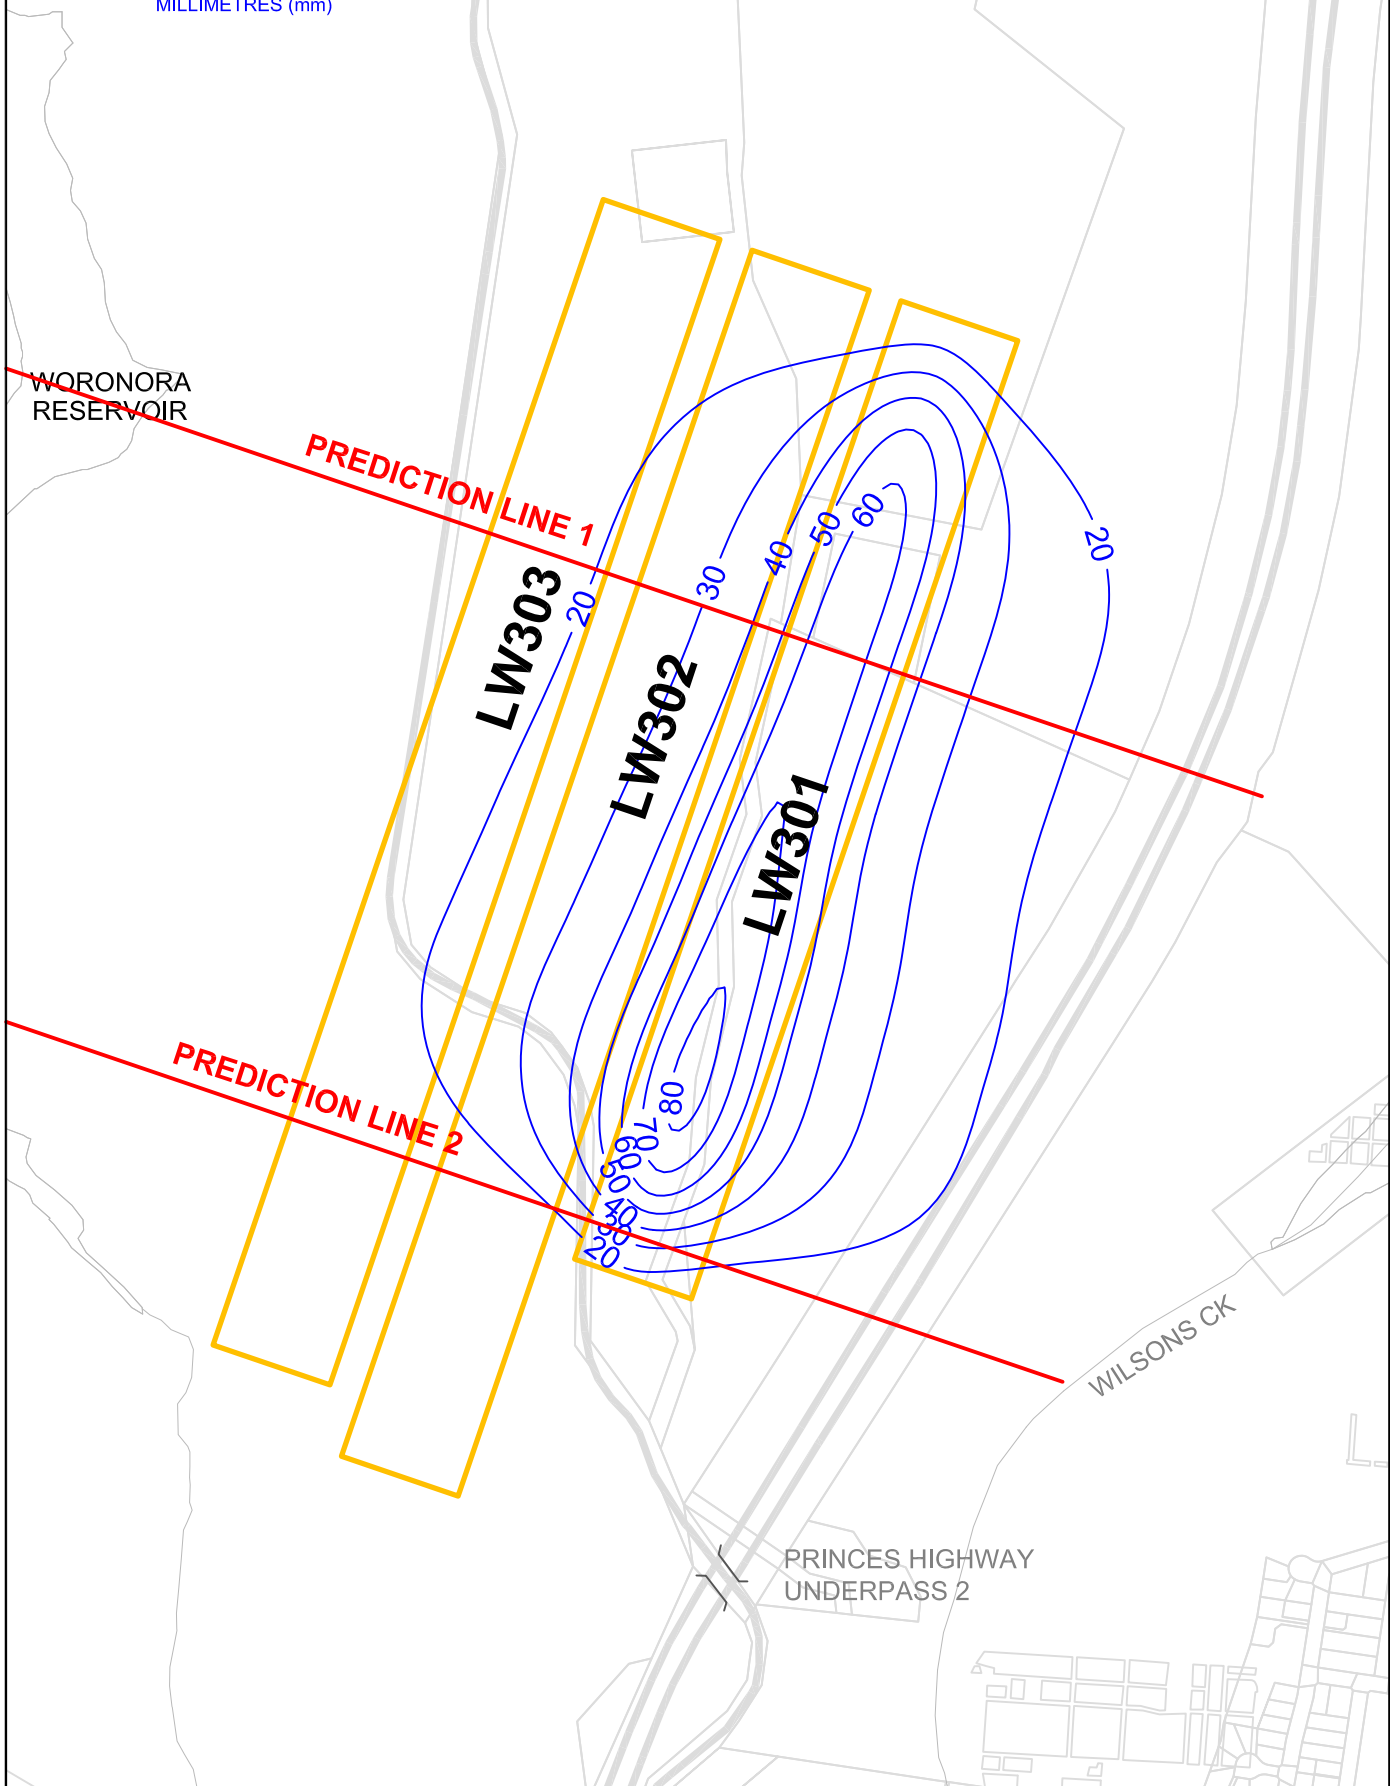 MILLIMETRES (mm)
WORONORA
RESERVOIR
PREDICTION LINE 1
LW303
LW302
LW301
20
30
40
50
60
20
PREDICTION LINE 2
80
70
60
50
40
30
20
WILSONS CK
PRINCES HIGHWAY
UNDERPASS 2